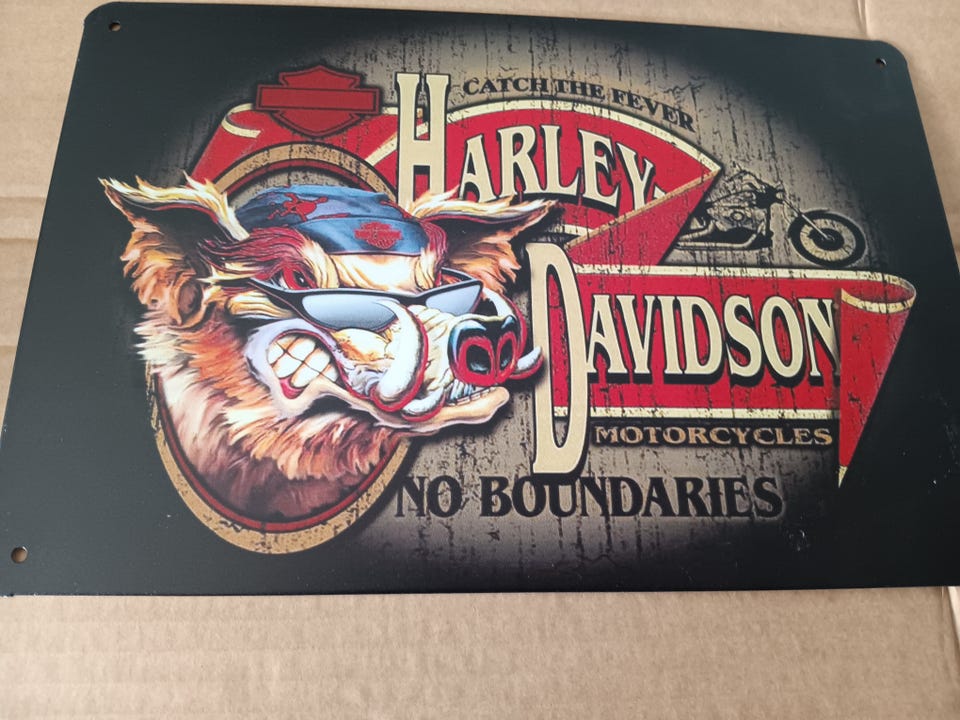 CATCH THE FEVER
HARLEY-
DAVIDSON
MOTORCYCLES
NO BOUNDARIES